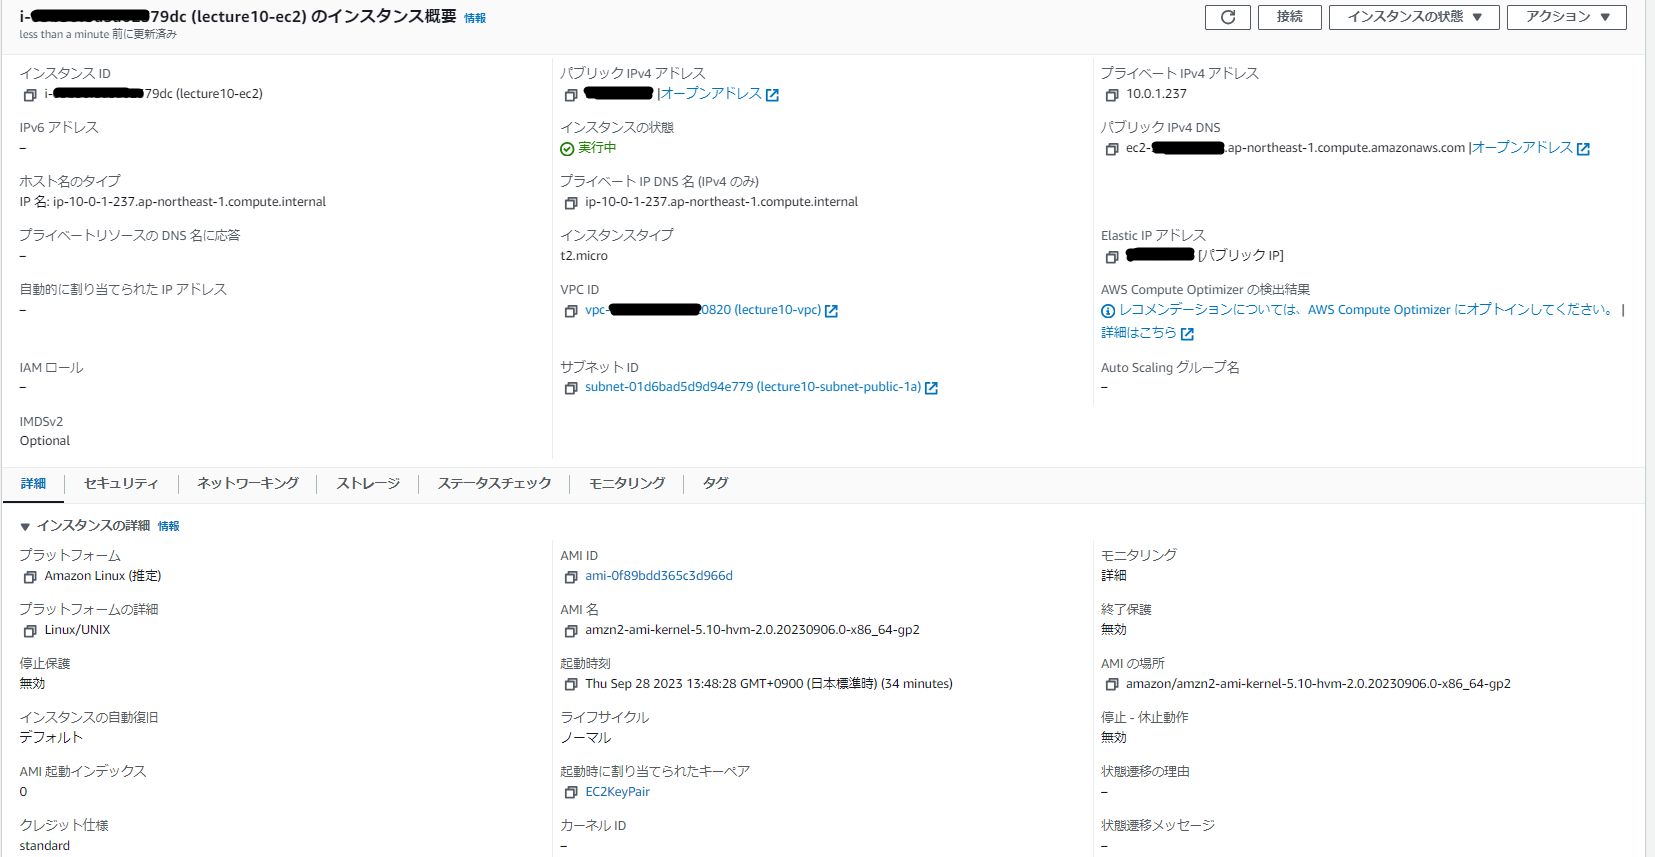 i-79dc (lecture10-ec2) のインスタンス概要 情報
less than a minute 前に更新済み
接続
インスタンスの状態 ▼
アクション ▼
インスタンス ID
i-79dc (lecture10-ec2)
パブリック IPv4 アドレス
|オープンアドレス
プライベート IPv4 アドレス
10.0.1.237
IPv6 アドレス
–
インスタンスの状態
実行中
パブリック IPv4 DNS
ec2-.ap-northeast-1.compute.amazonaws.com |オープンアドレス
ホスト名のタイプ
IP 名: ip-10-0-1-237.ap-northeast-1.compute.internal
プライベート IP DNS 名 (IPv4 のみ)
ip-10-0-1-237.ap-northeast-1.compute.internal
プライベートリソースの DNS 名に応答
–
インスタンスタイプ
t2.micro
Elastic IP アドレス
[パブリック IP]
自動的に割り当てられた IP アドレス
–
VPC ID
vpc-0820 (lecture10-vpc)
AWS Compute Optimizer の検出結果
レコメンデーションについては、AWS Compute Optimizer にオプトインしてください。 |
詳細はこちら
IAM ロール
–
サブネット ID
subnet-01d6bad5d9d94e779 (lecture10-subnet-public-1a)
Auto Scaling グループ名
–
IMDSv2
Optional
詳細
セキュリティ
ネットワーキング
ストレージ
ステータスチェック
モニタリング
タグ
▼ インスタンスの詳細 情報
プラットフォーム
Amazon Linux (推定)
AMI ID
ami-0f89bdd365c3d966d
モニタリング
詳細
プラットフォームの詳細
Linux/UNIX
AMI 名
amzn2-ami-kernel-5.10-hvm-2.0.20230906.0-x86_64-gp2
終了保護
無効
停止保護
無効
起動時刻
Thu Sep 28 2023 13:48:28 GMT+0900 (日本標準時) (34 minutes)
AMI の場所
amazon/amzn2-ami-kernel-5.10-hvm-2.0.20230906.0-x86_64-gp2
インスタンスの自動復旧
デフォルト
ライフサイクル
ノーマル
停止 - 休止動作
無効
AMI 起動インデックス
0
起動時に割り当てられたキーペア
EC2KeyPair
状態遷移の理由
–
クレジット仕様
standard
カーネル ID
–
状態遷移メッセージ
–